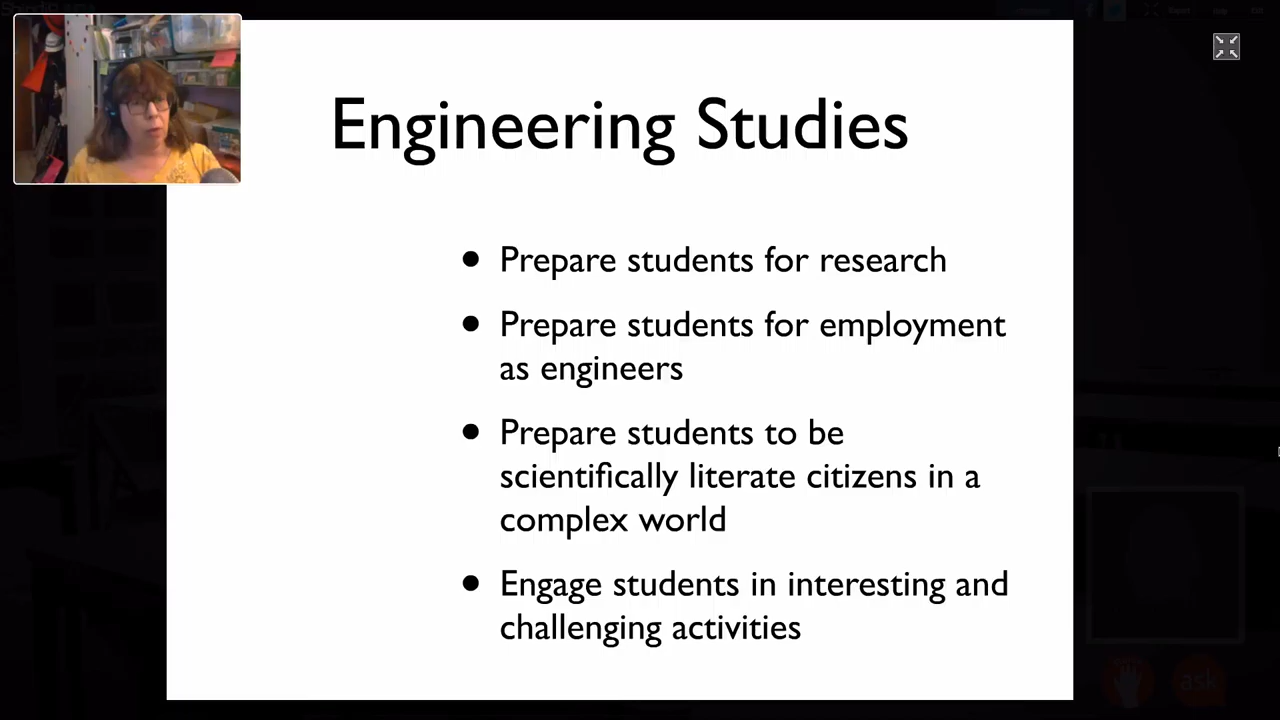 Engineering Studies
• Prepare students for research
• Prepare students for employment
as engineers
• Prepare students to be
scientifically literate citizens in a
complex world
• Engage students in interesting and
challenging activities
ask